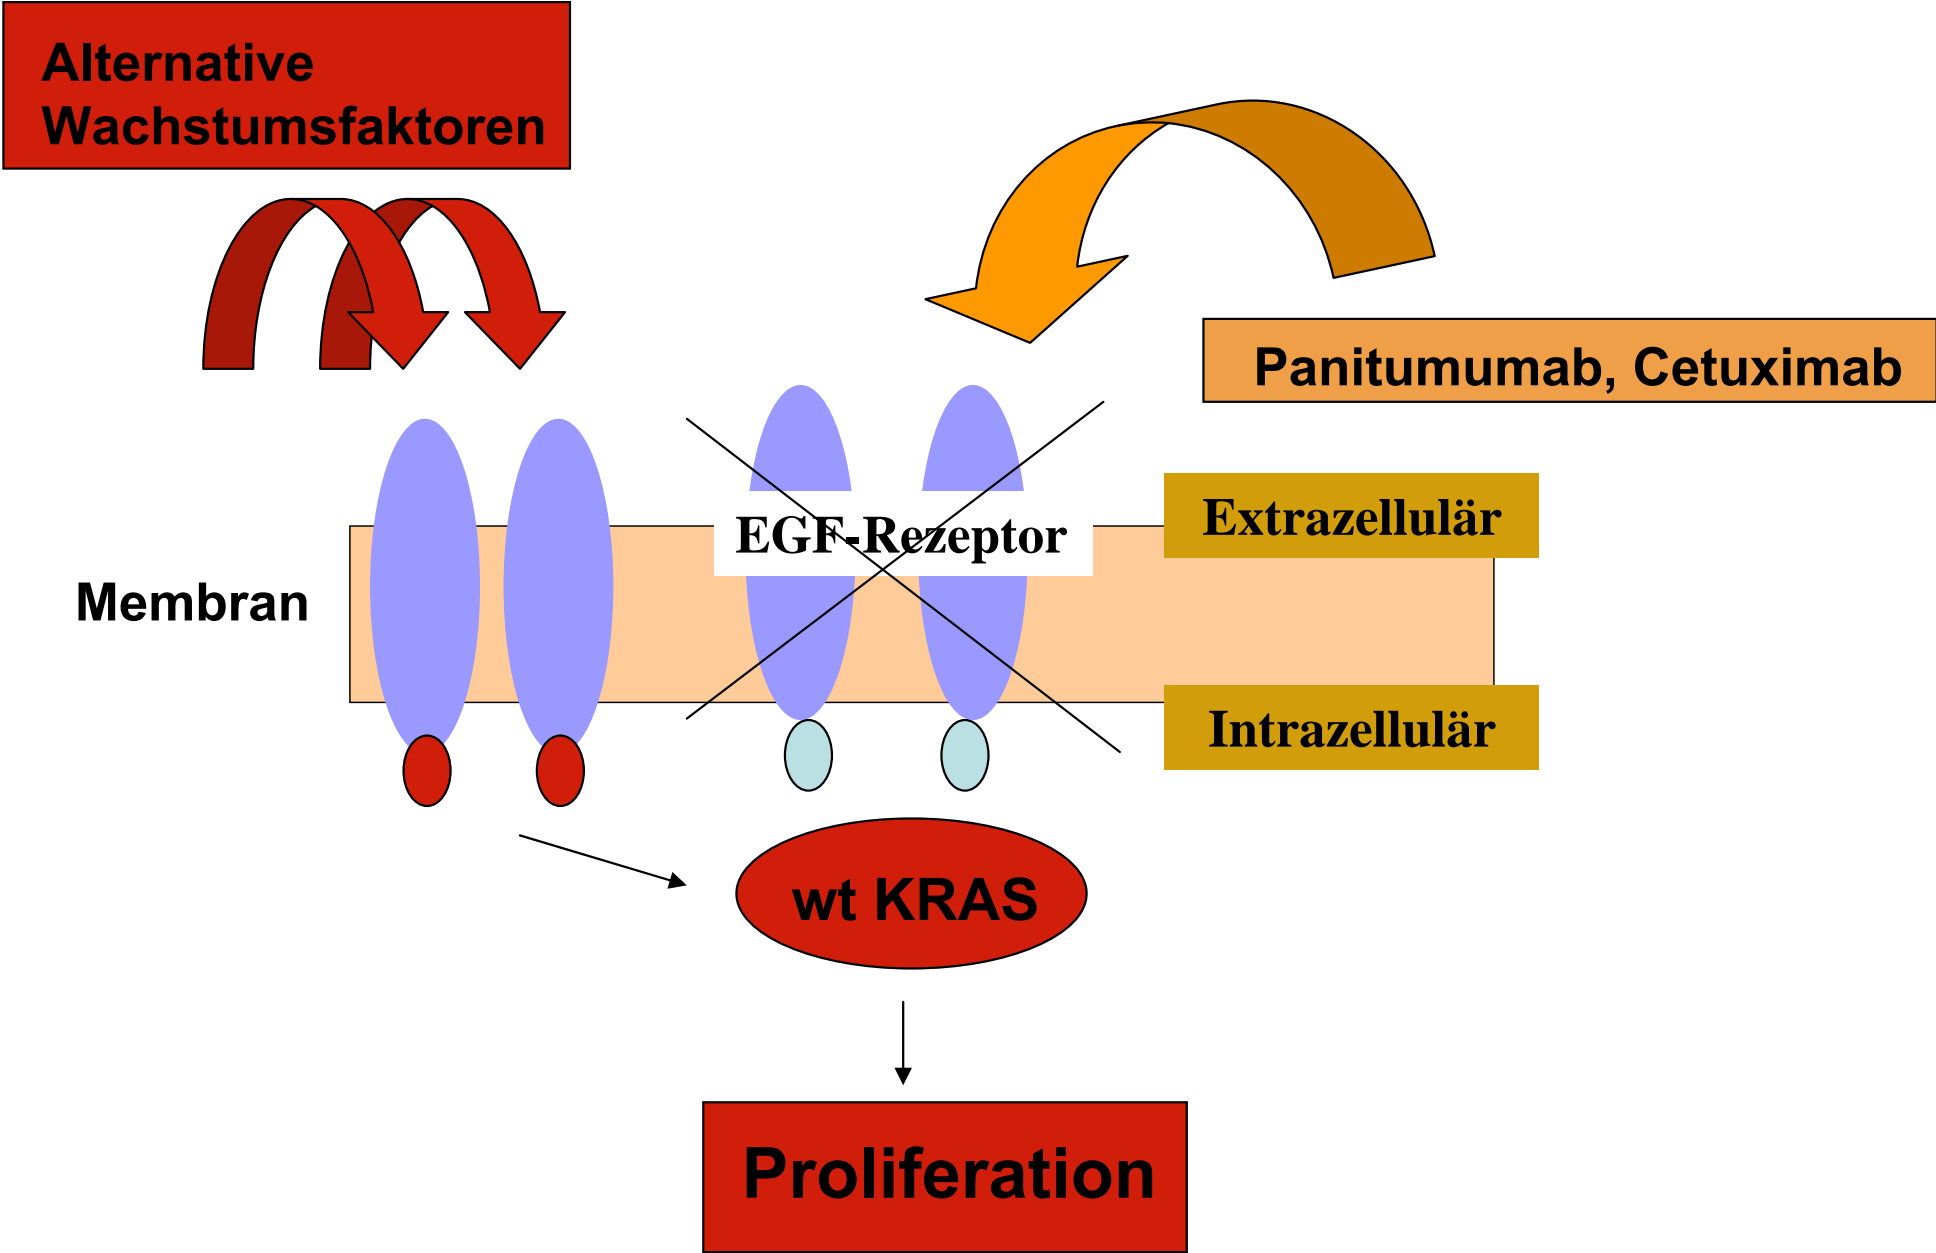 Alternative
Wachstumsfaktoren
Panitumumab, Cetuximab
Extrazellulär
EGF-Rezeptor
Membran
Intrazellulär
wt KRAS
Proliferation